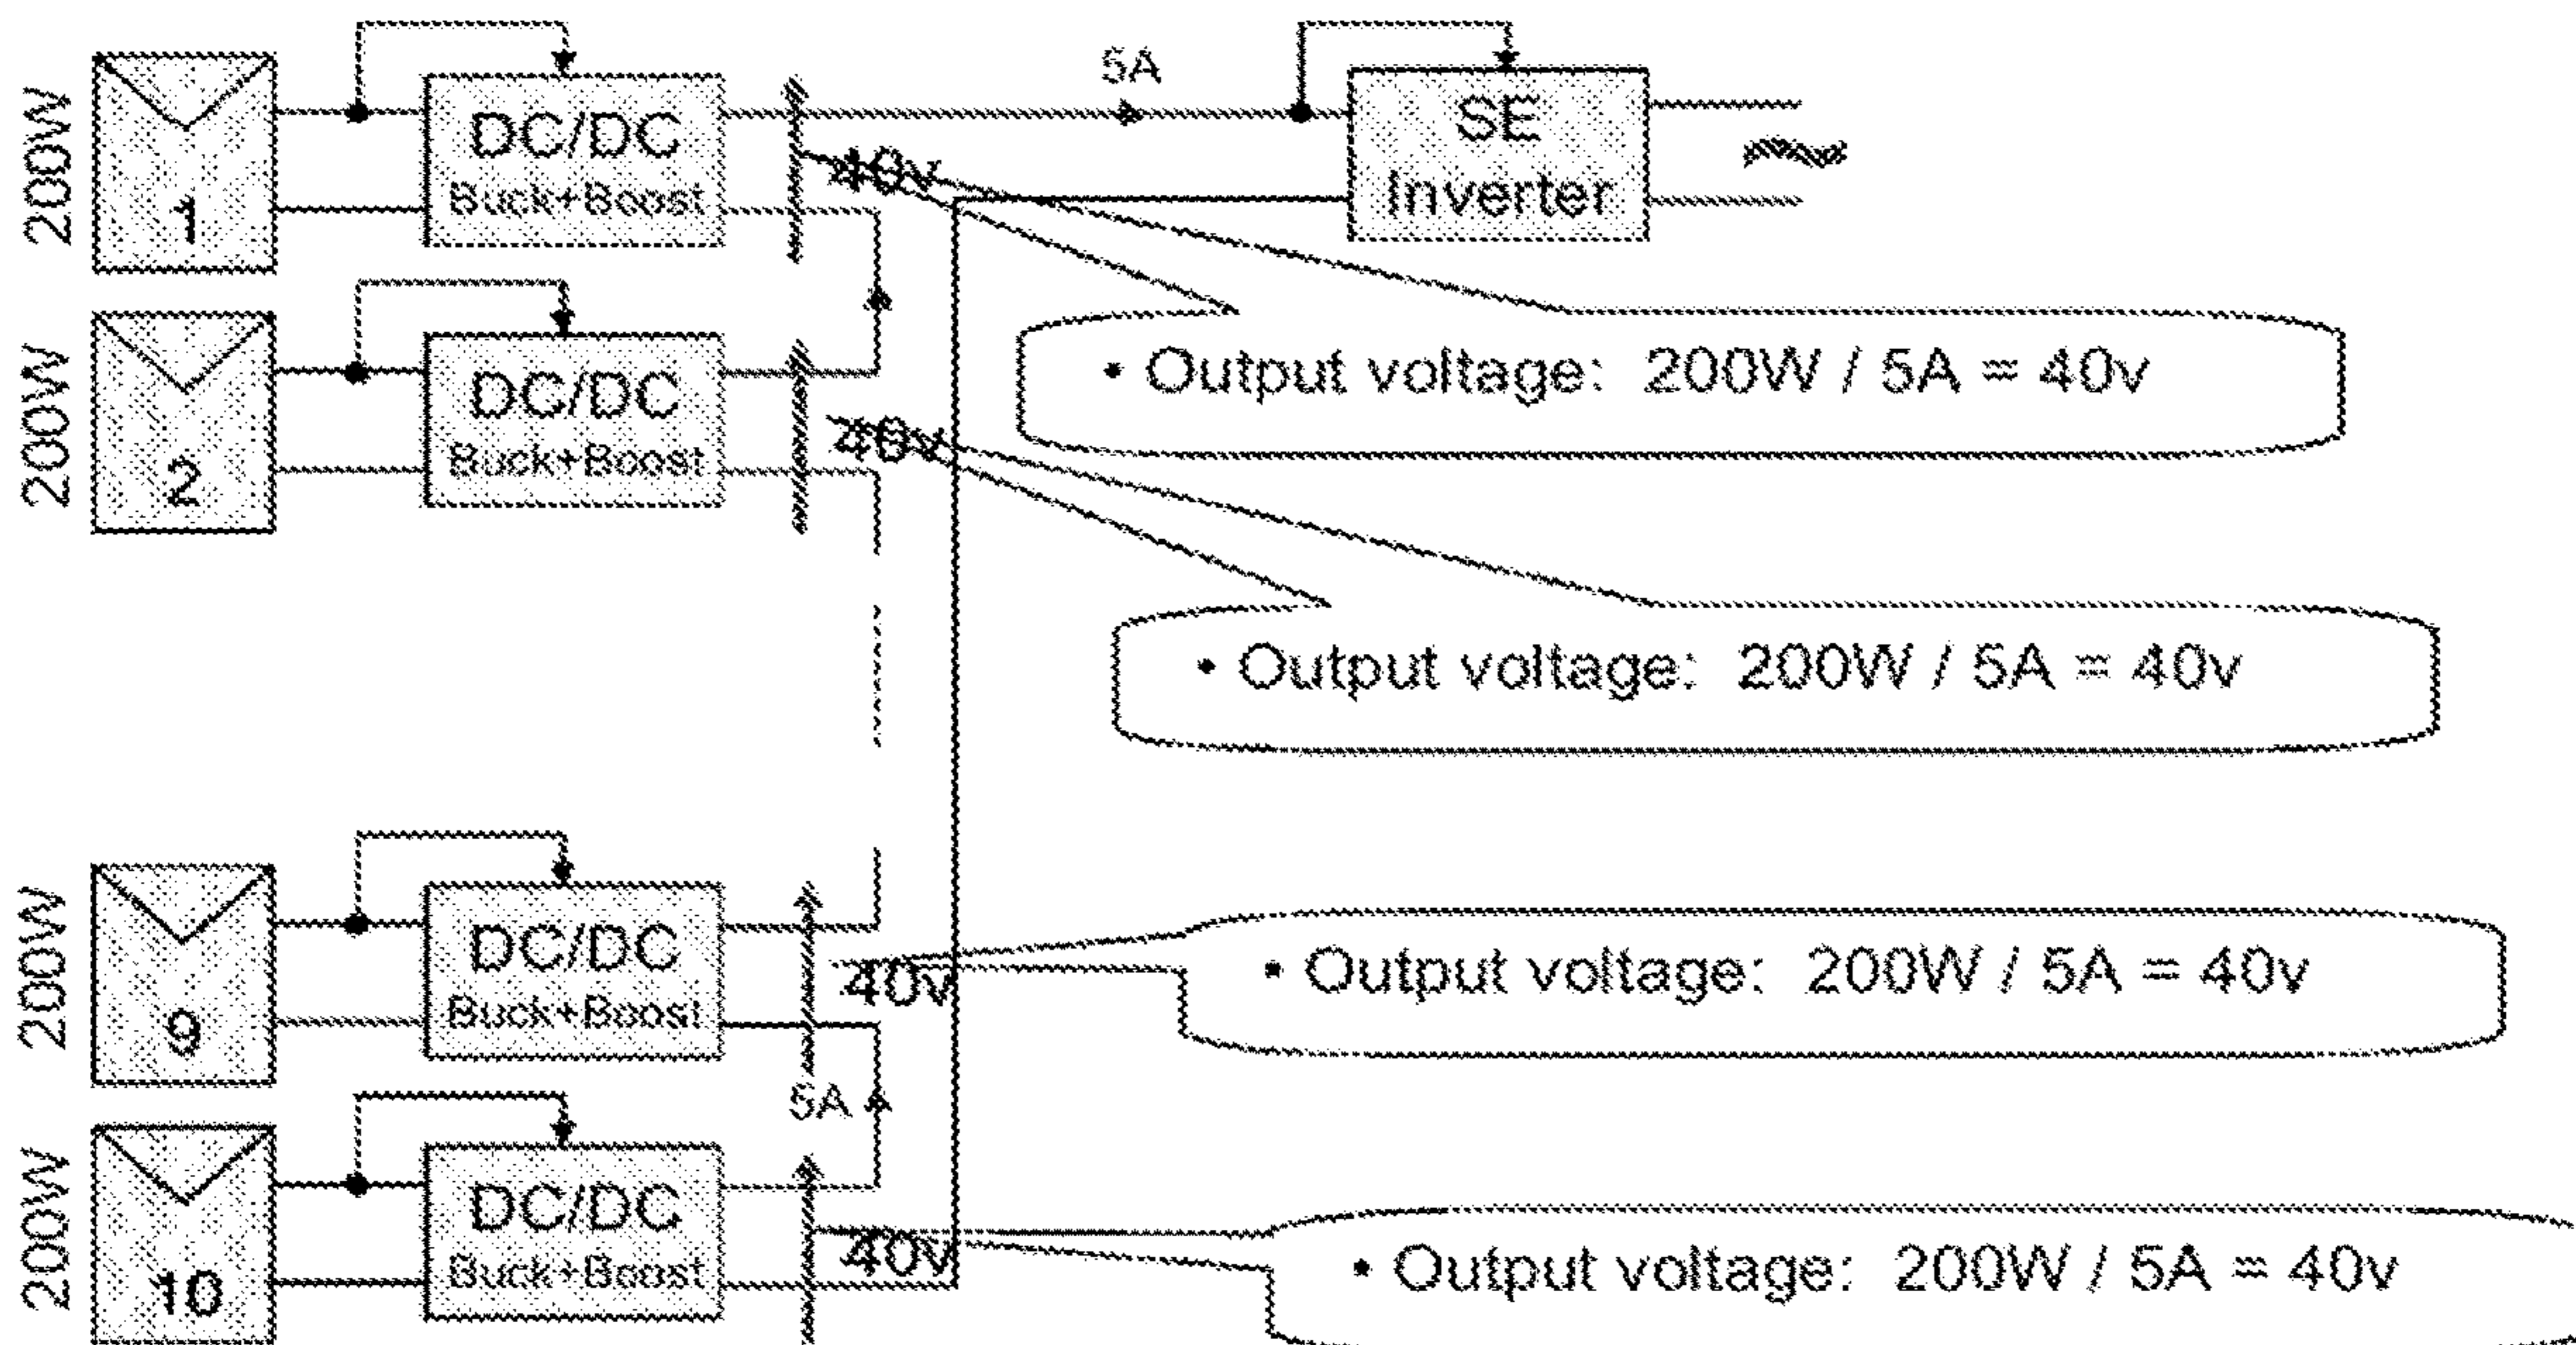 200W
1
DC/DC
Buck+Boost
40v
5A
SE
Inverter
• Output voltage: 200W / 5A = 40v
200W
2
DC/DC
Buck+Boost
40v
• Output voltage: 200W / 5A = 40v
200W
9
DC/DC
Buck+Boost
40v
• Output voltage: 200W / 5A = 40v
5A
200W
10
DC/DC
Buck+Boost
40v
• Output voltage: 200W / 5A = 40v